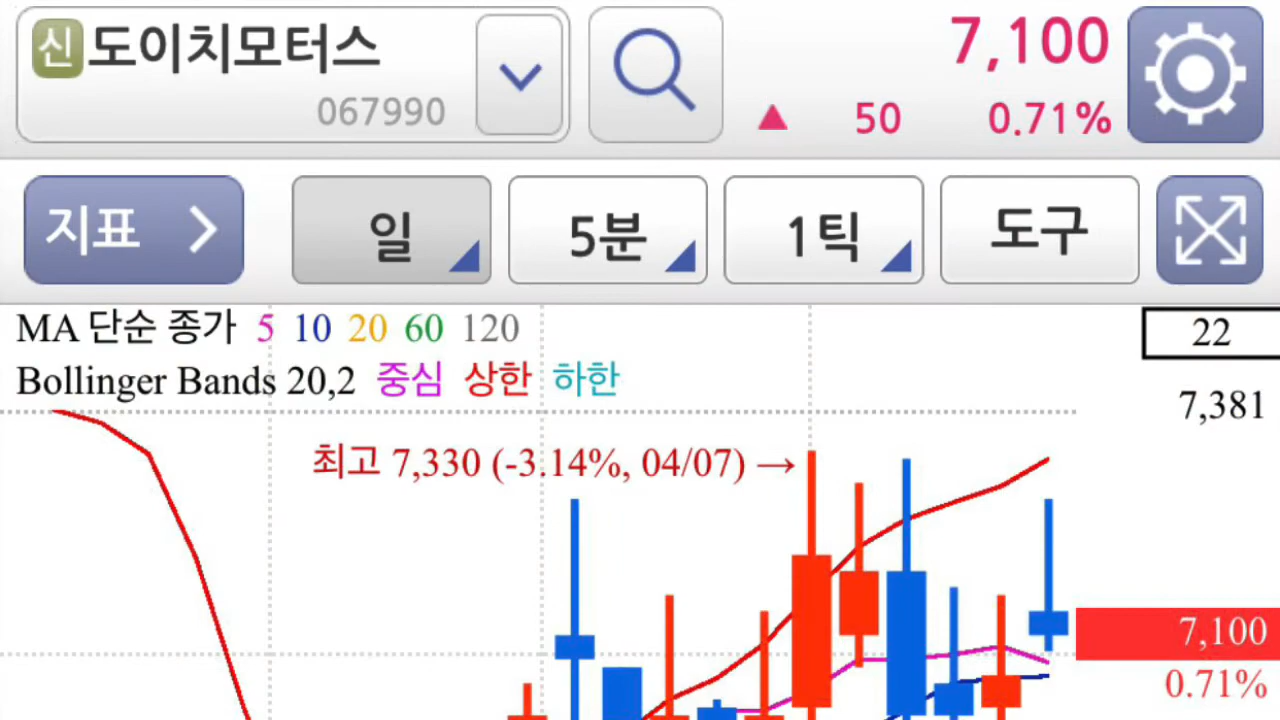 신 도이치모터스
067990
7,100
▲ 50 0.71%
지표 일 5분 1틱 도구
MA 단순 종가 5 10 20 60 120
22
Bollinger Bands 20,2 중심 상한 하한
7,381
최고 7,330 (-3.14%, 04/07) →
7,100
0.71%